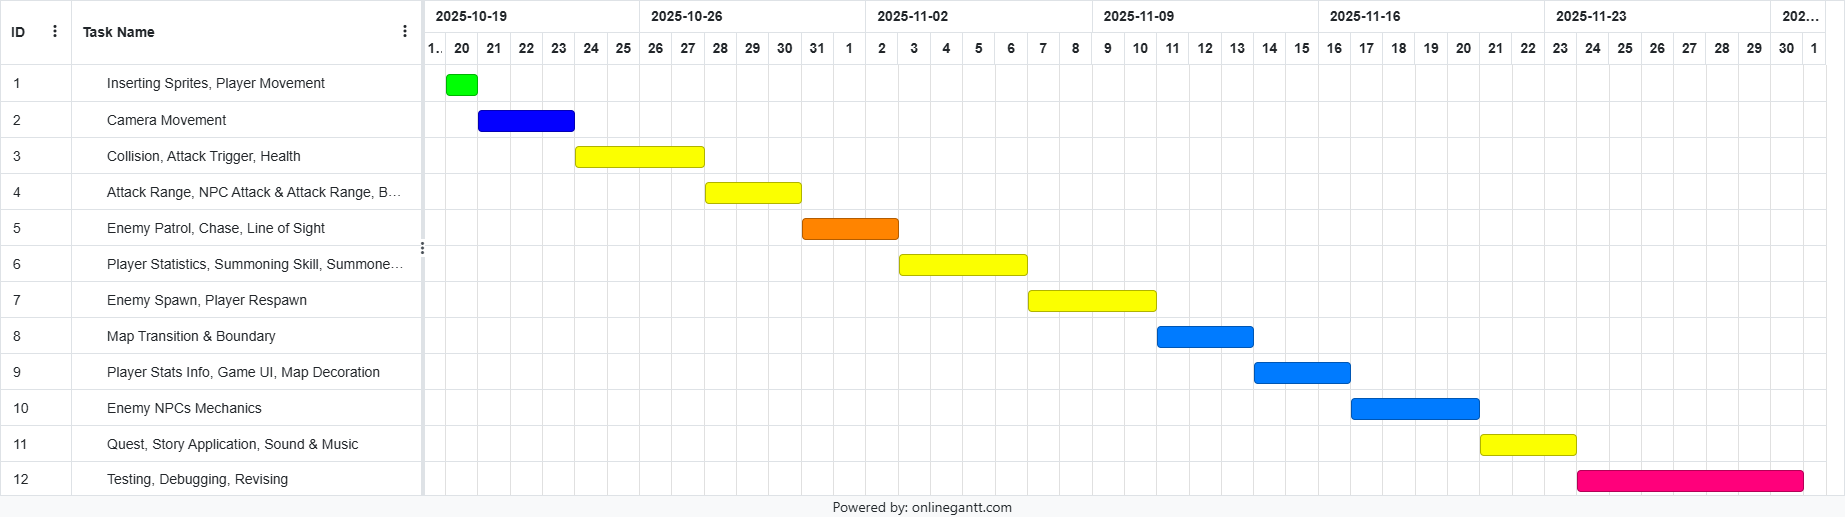 ID Task Name 2025-10-19 2025-10-26 2025-11-02 2025-11-09 2025-11-16 2025-11-23 202...
1.. 20 21 22 23 24 25 26 27 28 29 30 31 1 2 3 4 5 6 7 8 9 10 11 12 13 14 15 16 17 18 19 20 21 22 23 24 25 26 27 28 29 30 1
1 Inserting Sprites, Player Movement
2 Camera Movement
3 Collision, Attack Trigger, Health
4 Attack Range, NPC Attack & Attack Range, B...
5 Enemy Patrol, Chase, Line of Sight
6 Player Statistics, Summoning Skill, Summone...
7 Enemy Spawn, Player Respawn
8 Map Transition & Boundary
9 Player Stats Info, Game UI, Map Decoration
10 Enemy NPCs Mechanics
11 Quest, Story Application, Sound & Music
12 Testing, Debugging, Revising
Powered by: onlinegantt.com